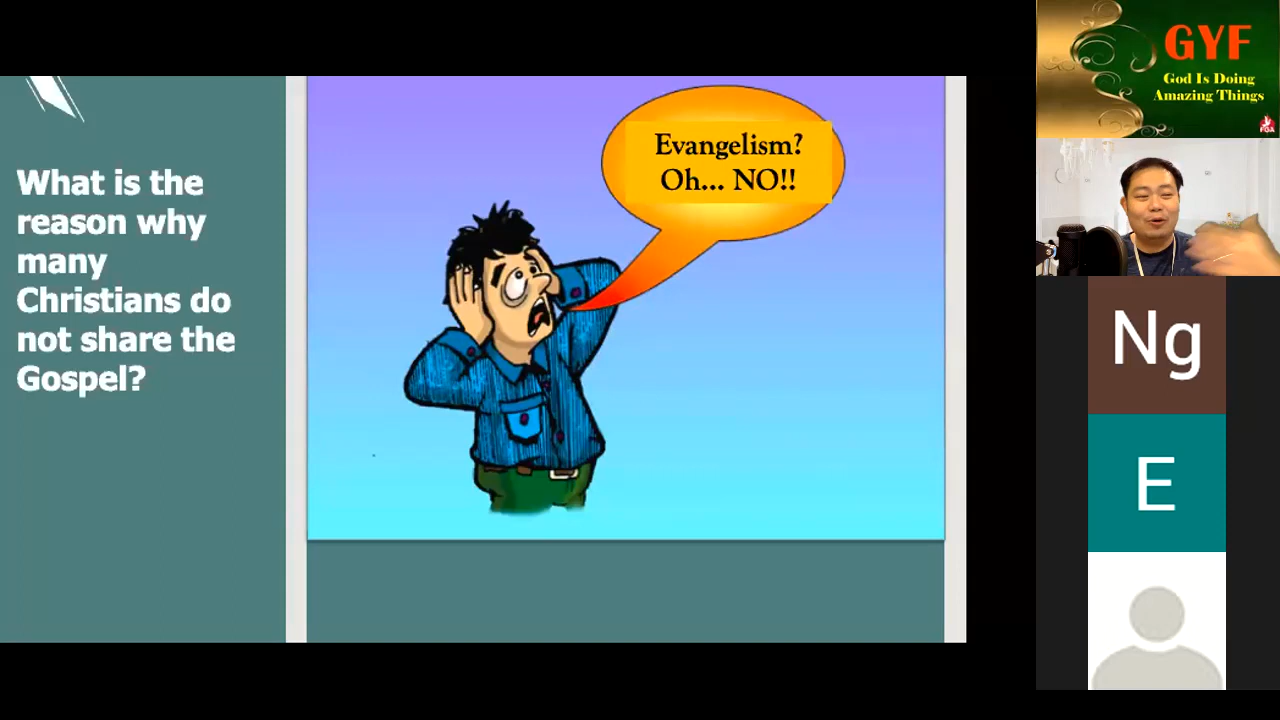 What is the
reason why
many
Christians do
not share the
Gospel?
Evangelism?
Oh... NO!!
GYF
God Is Doing
Amazing Things
FGA
Ng
E